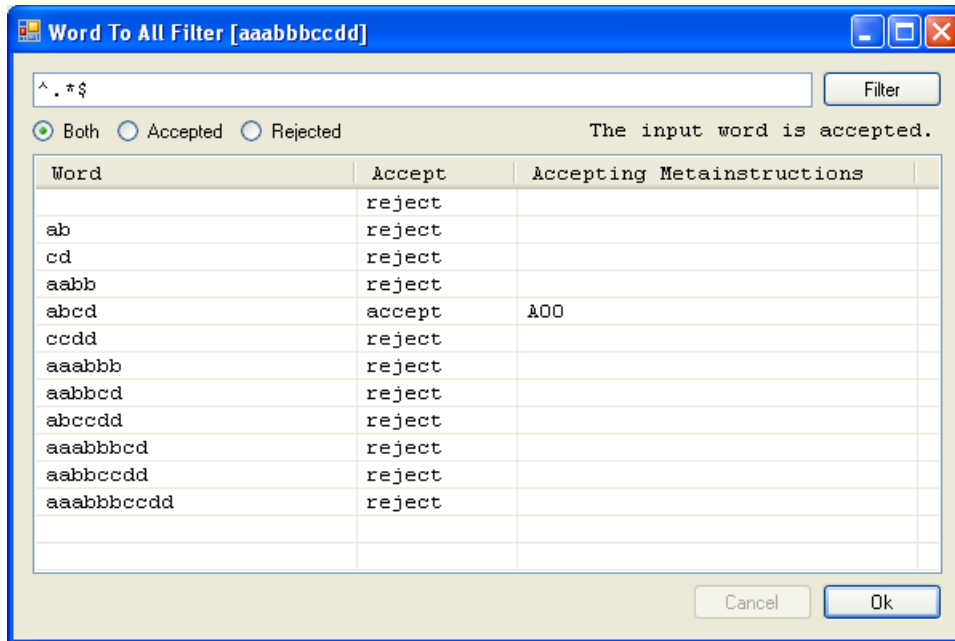 Word To All Filter [aaabbbccdd]
^.*$ Filter
Both Accepted Rejected The input word is accepted.
Word Accept Accepting Metainstructions
reject
ab reject
cd reject
aabb reject
abcd accept A00
ccdd reject
aaabbb reject
aabbcd reject
abccdd reject
aaabbbcd reject
aabbccdd reject
aaabbbccdd reject
Cancel Ok